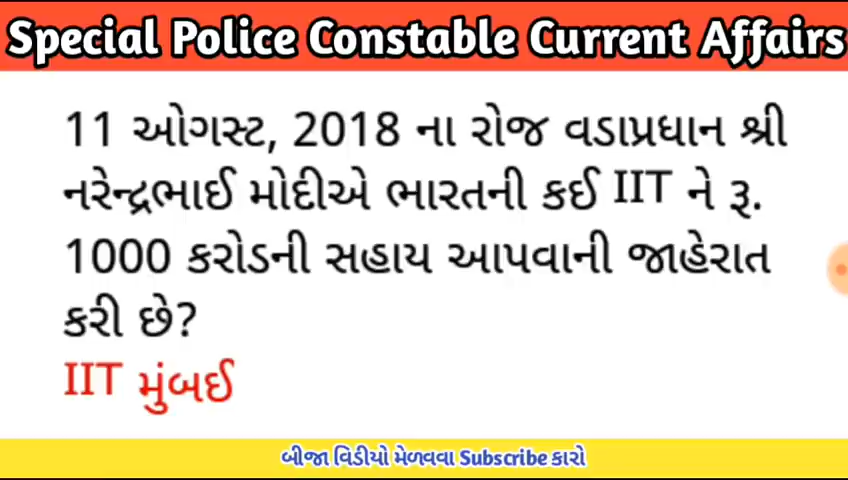 Special Police Constable Current Affairs
11 ઓગસ્ટ, 2018 ના રોજ વડાપ્રધાન શ્રી
નરેન્દ્રભાઈ મોદીએ ભારતની કઈ IIT ને રૂ.
1000 કરોડની સહાય આપવાની જાહેરાત
કરી છે?
IIT મુંબઈ
બીજા વિડીયો મેળવવા Subscribe કારો